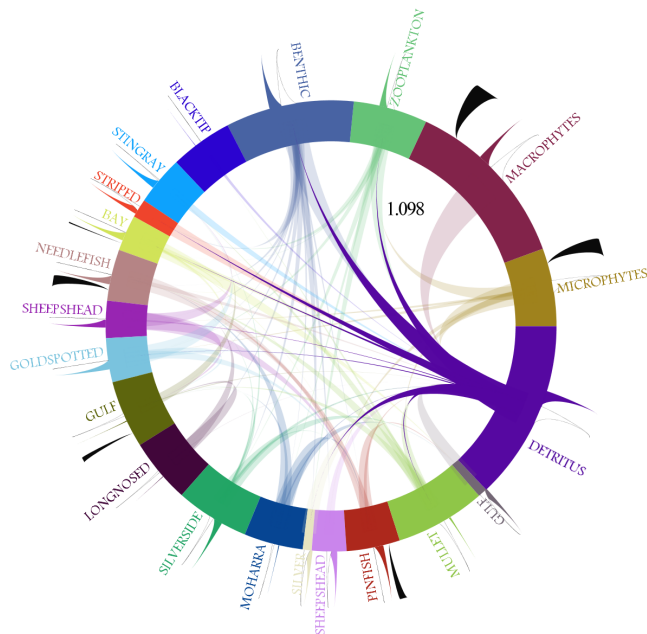 BENTHIC
ZOOPLANKTON
BLACKTIP
MACROPHYTES
STINGRAY
STRIPED
1.098
BAY
NEEDLEFISH
MICROPHYTES
SHEEPSHEAD
GOLDSPOTTED
GULF
DETRITUS
LONGNOSED
GULF
SILVERSIDE
MULLET
MOHARRA
SILVER
SHEEPSHEAD
PINFISH